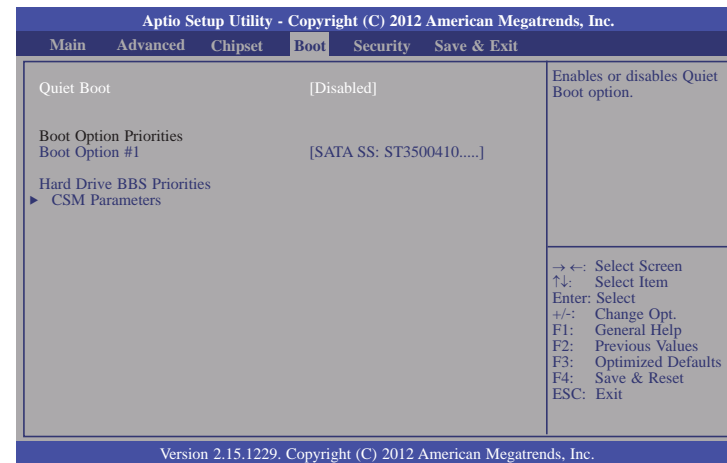 Aptio Setup Utility - Copyright (C) 2012 American Megatrends, Inc.
Main Advanced Chipset Boot Security Save & Exit
Quiet Boot [Disabled]
Boot Option Priorities
Boot Option #1 [SATA SS: ST3500410.....]
Hard Drive BBS Priorities
▶ CSM Parameters
Enables or disables Quiet
Boot option.
→←: Select Screen
↑↓: Select Item
Enter: Select
+/-: Change Opt.
F1: General Help
F2: Previous Values
F3: Optimized Defaults
F4: Save & Reset
ESC: Exit
Version 2.15.1229. Copyright (C) 2012 American Megatrends, Inc.